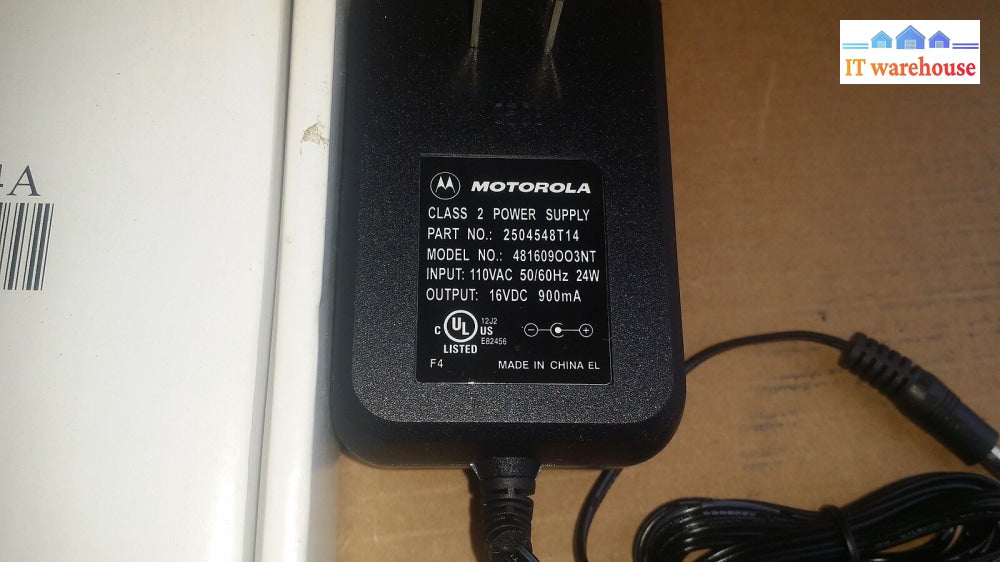 IT warehouse
A
MOTOROLA
CLASS 2 POWER SUPPLY
PART NO.: 2504548T14
MODEL NO.: 481609OO3NT
INPUT: 110VAC 50/60Hz 24W
OUTPUT: 16VDC 900mA
C UL US
LISTED
12J2
E82456
F4
MADE IN CHINA EL